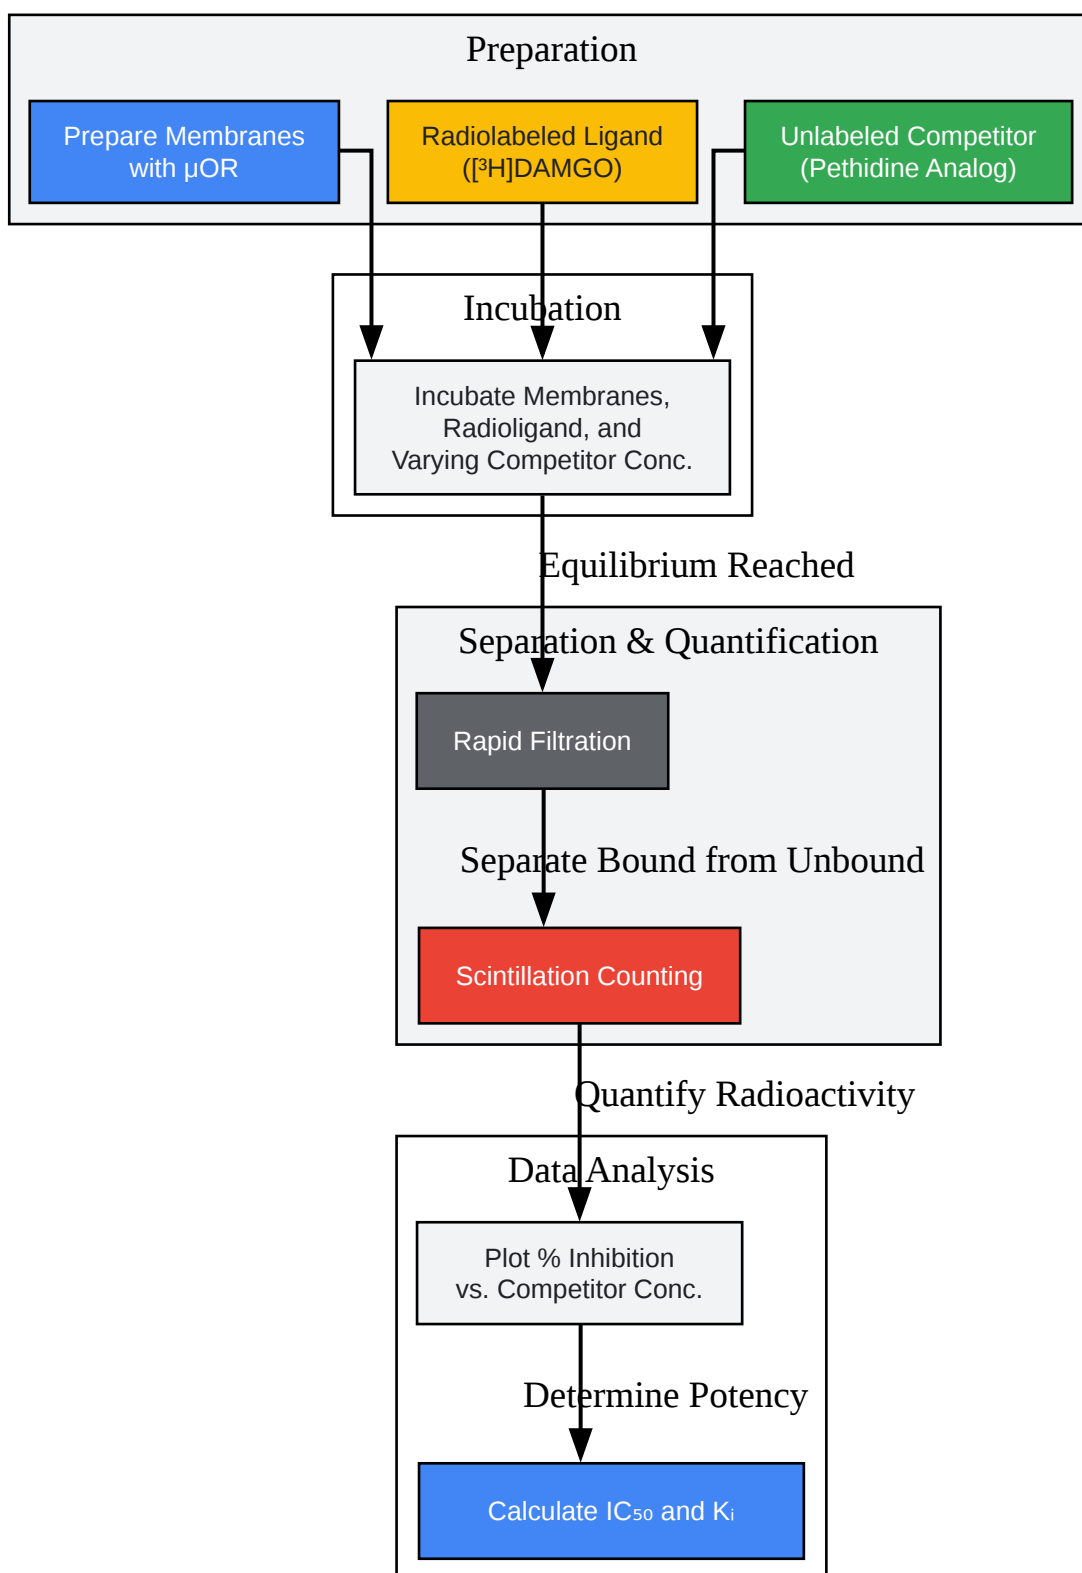 Preparation
Prepare Membranes
with μOR
Radiolabeled Ligand
([³H]DAMGO)
Unlabeled Competitor
(Pethidine Analog)
Incubation
Incubate Membranes,
Radioligand, and
Varying Competitor Conc.
Equilibrium Reached
Separation & Quantification
Rapid Filtration
Separate Bound from Unbound
Scintillation Counting
Quantify Radioactivity
Data Analysis
Plot % Inhibition
vs. Competitor Conc.
Determine Potency
Calculate IC₅₀ and Kᵢ